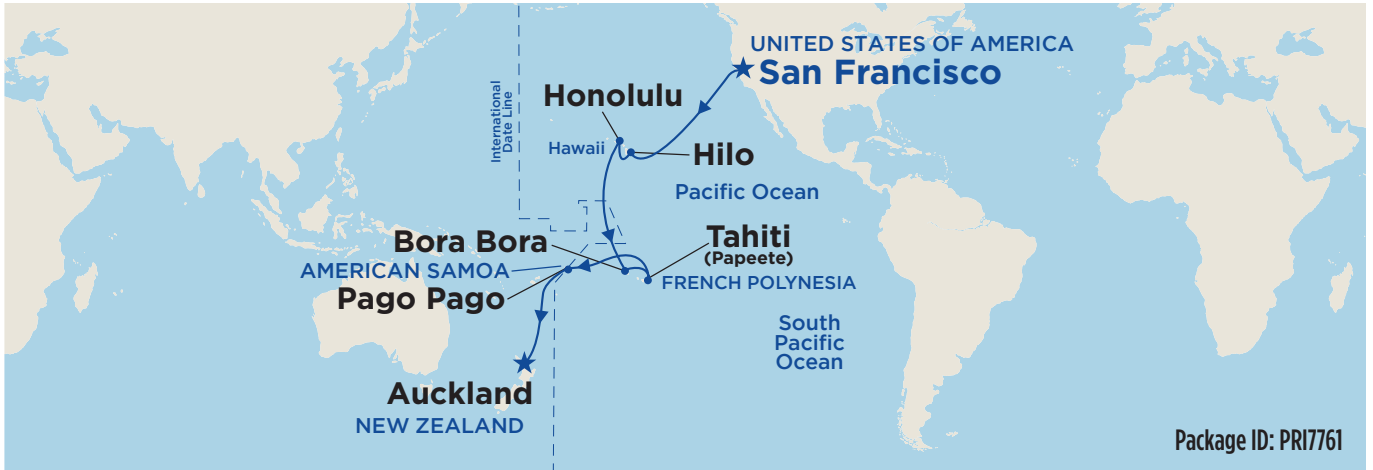 UNITED STATES OF AMERICA
San Francisco
Honolulu
International
Date Line
Hawaii
Hilo
Pacific Ocean
Bora Bora
Tahiti
(Papeete)
AMERICAN SAMOA
FRENCH POLYNESIA
Pago Pago
South
Pacific
Ocean
Auckland
NEW ZEALAND
Package ID: PRI7761